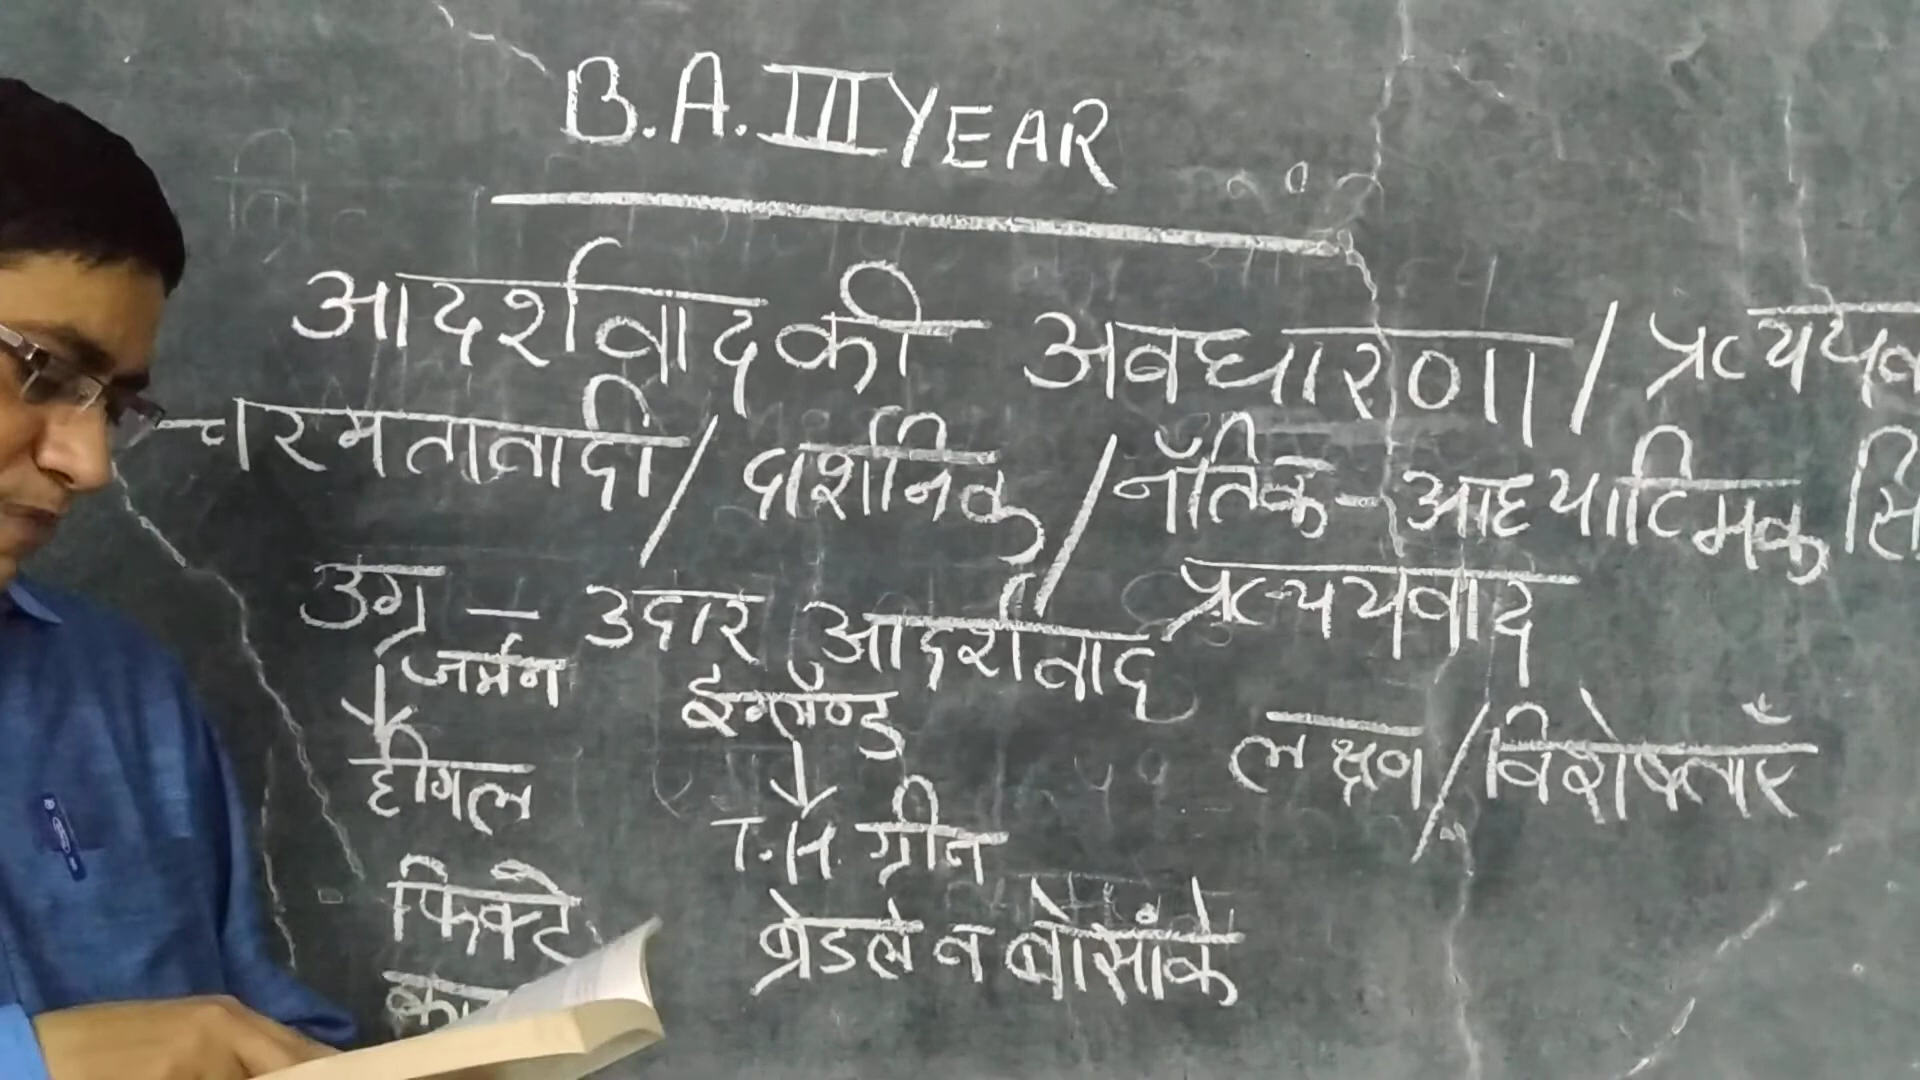 B.A. III YEAR
आदर्शवाद की अवधारणा / प्रत्ययव
चरमतावादी / दार्शनिक / नैतिक - आध्यात्मिक सि
उग्र - उदार आदर्शवाद प्रत्ययवाद
जर्मन इंग्लैण्ड
लक्षण / विशेषताएँ
हीगल
T.H. ग्रीन
फिक्टे
ब्रेडले व बोसांके